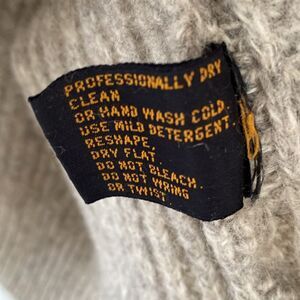 PROFESSIONALLY DRY
CLEAN
OR HAND WASH COLD.
USE MILD DETERGENT.
RESHAPE,
DRY FLAT.
DO NOT BLEACH.
DO NOT WRING
OR TWIST.